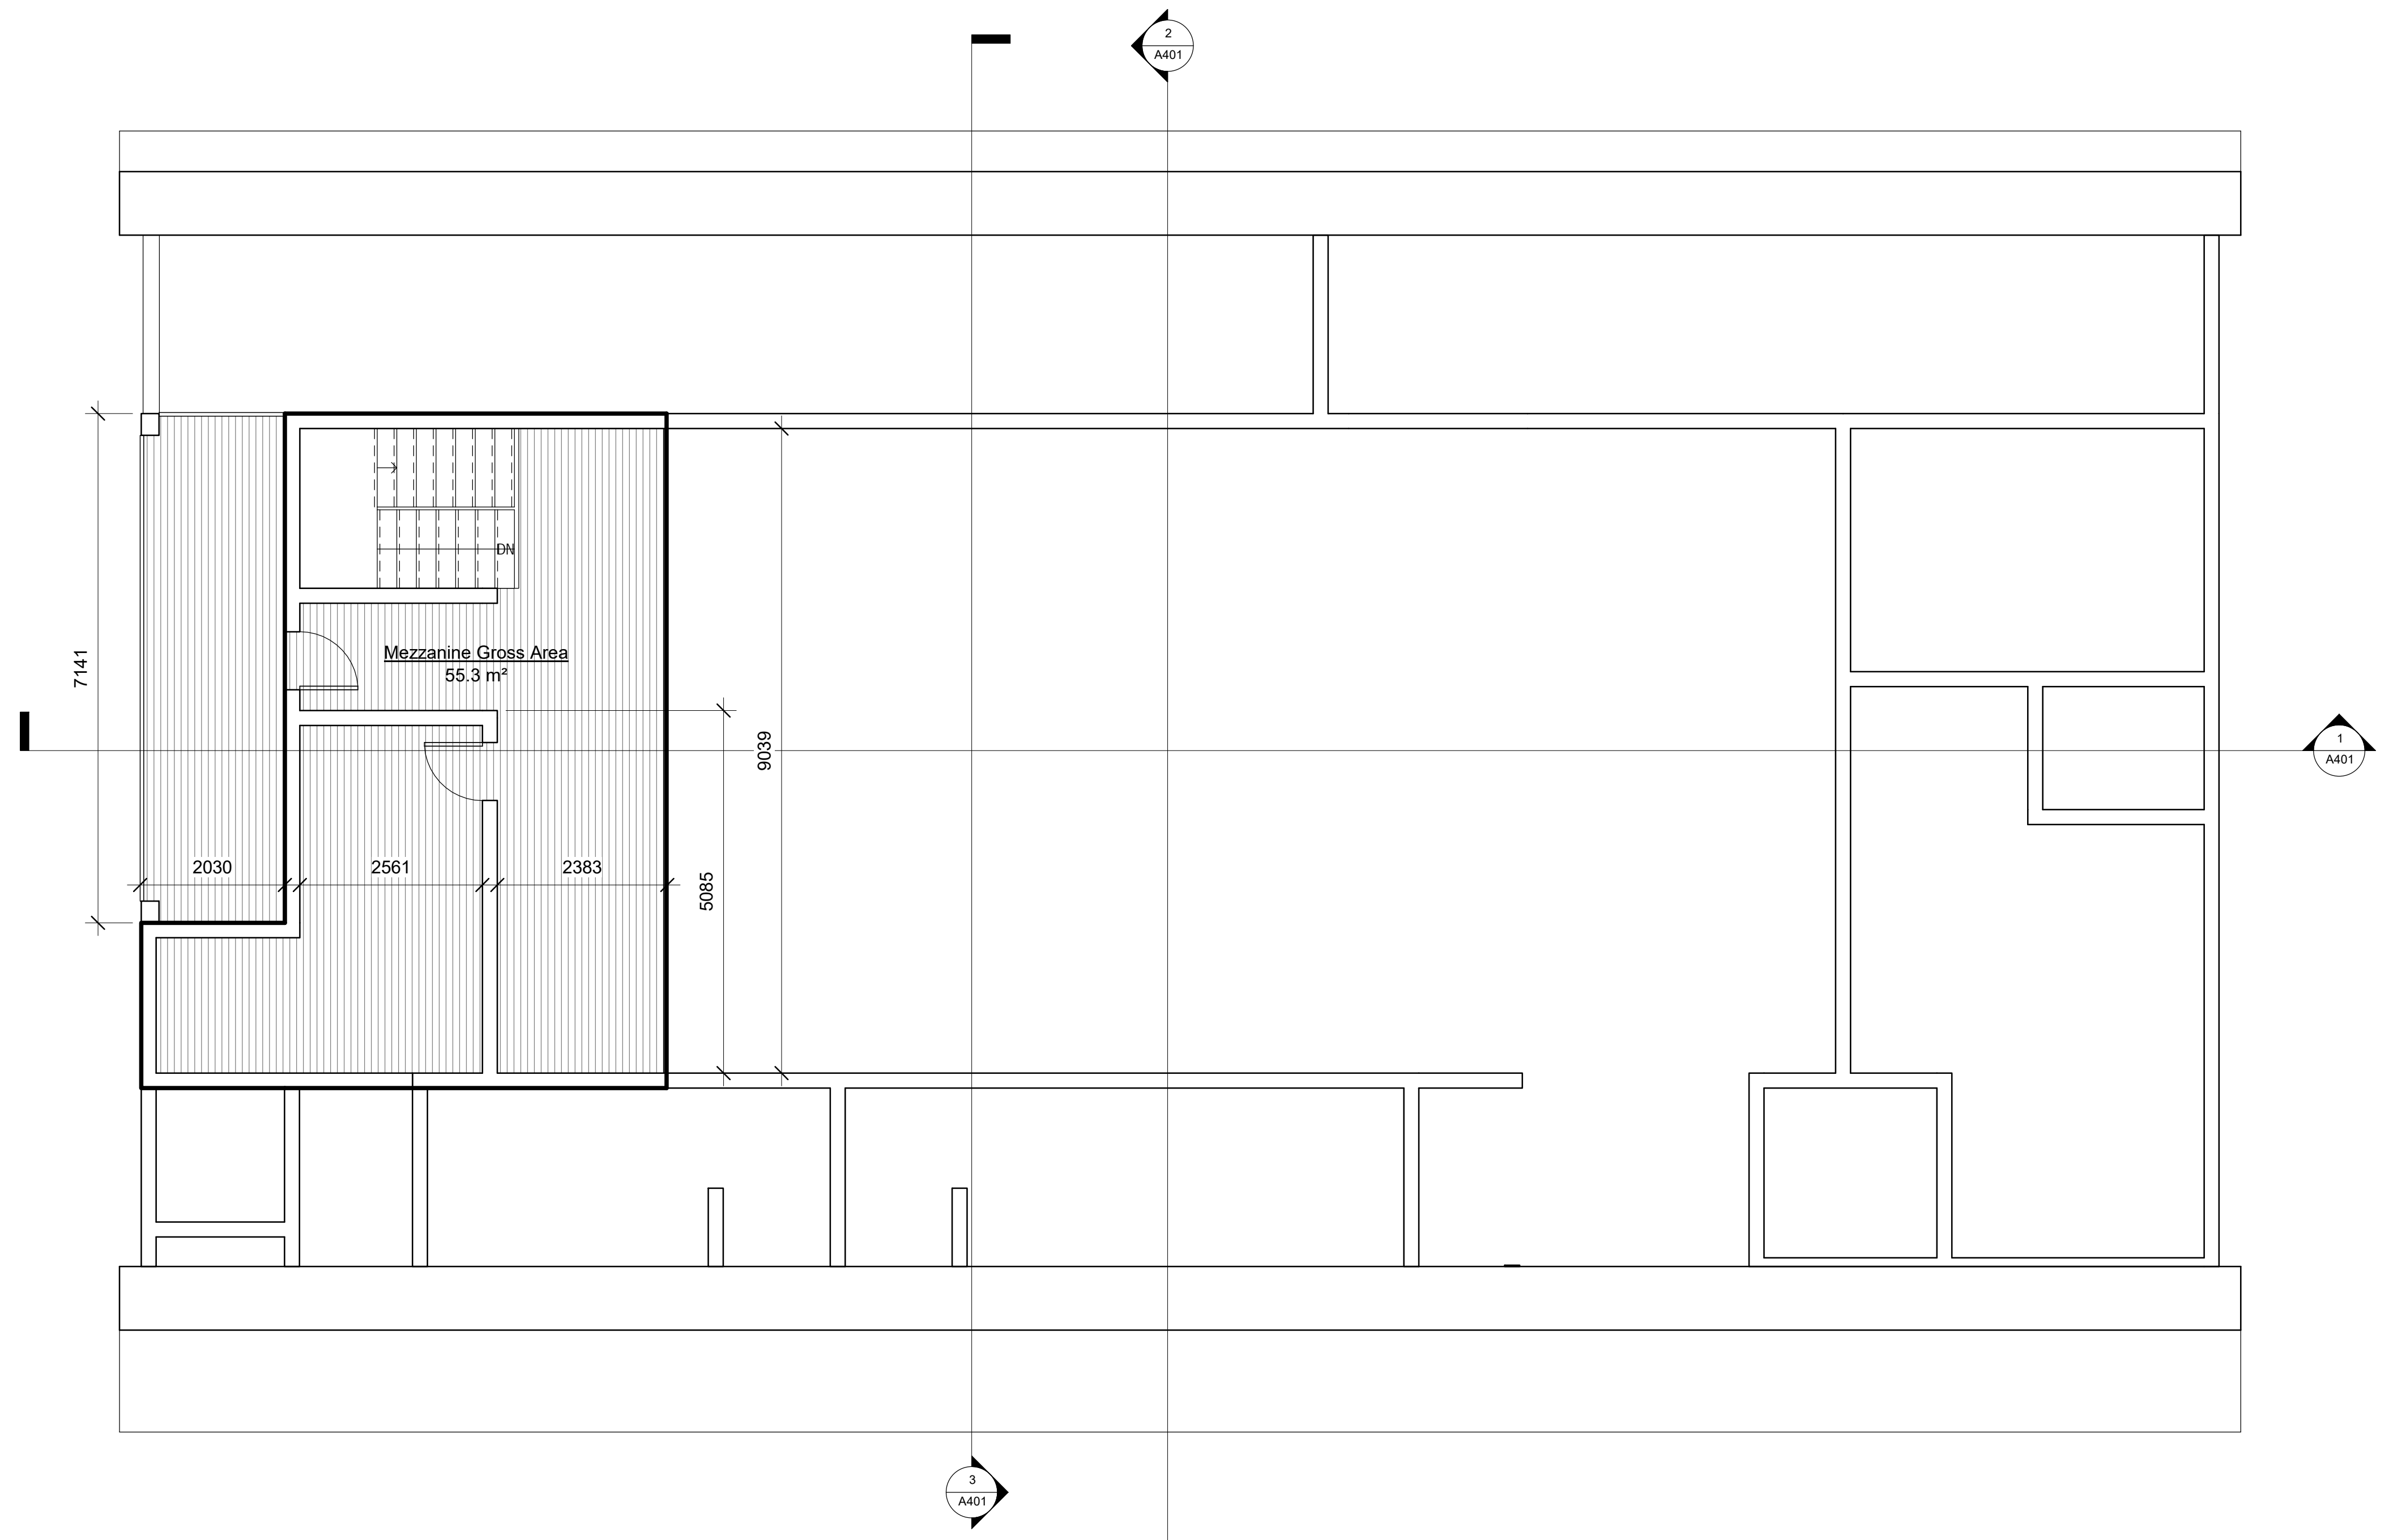 2
A401
Mezzanine Gross Area
55.3 m²
DN
7141
9039
5085
2030
2561
2383
1
A401
3
A401